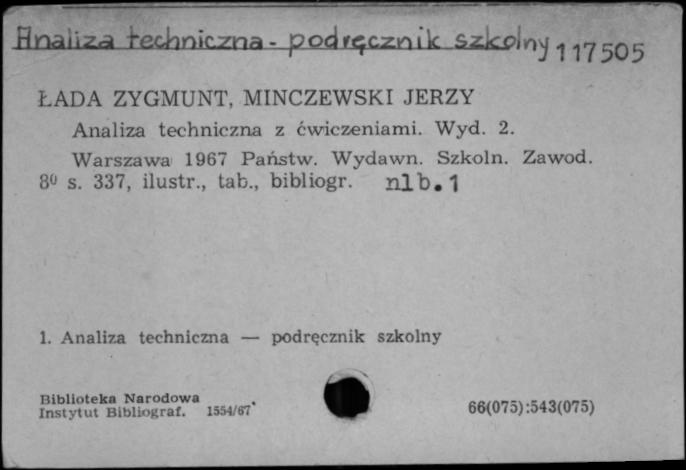 Analiza techniczna - podręcznik szkolny 117505
ŁADA ZYGMUNT, MINCZEWSKI JERZY
Analiza techniczna z ćwiczeniami. Wyd. 2.
Warszawa 1967 Państw. Wydawn. Szkoln. Zawod.
8⁰ s. 337, ilustr., tab., bibliogr. nlb. 1
1. Analiza techniczna — podręcznik szkolny
Biblioteka Narodowa
Instytut Bibliograf. 1554/67
66(075):543(075)